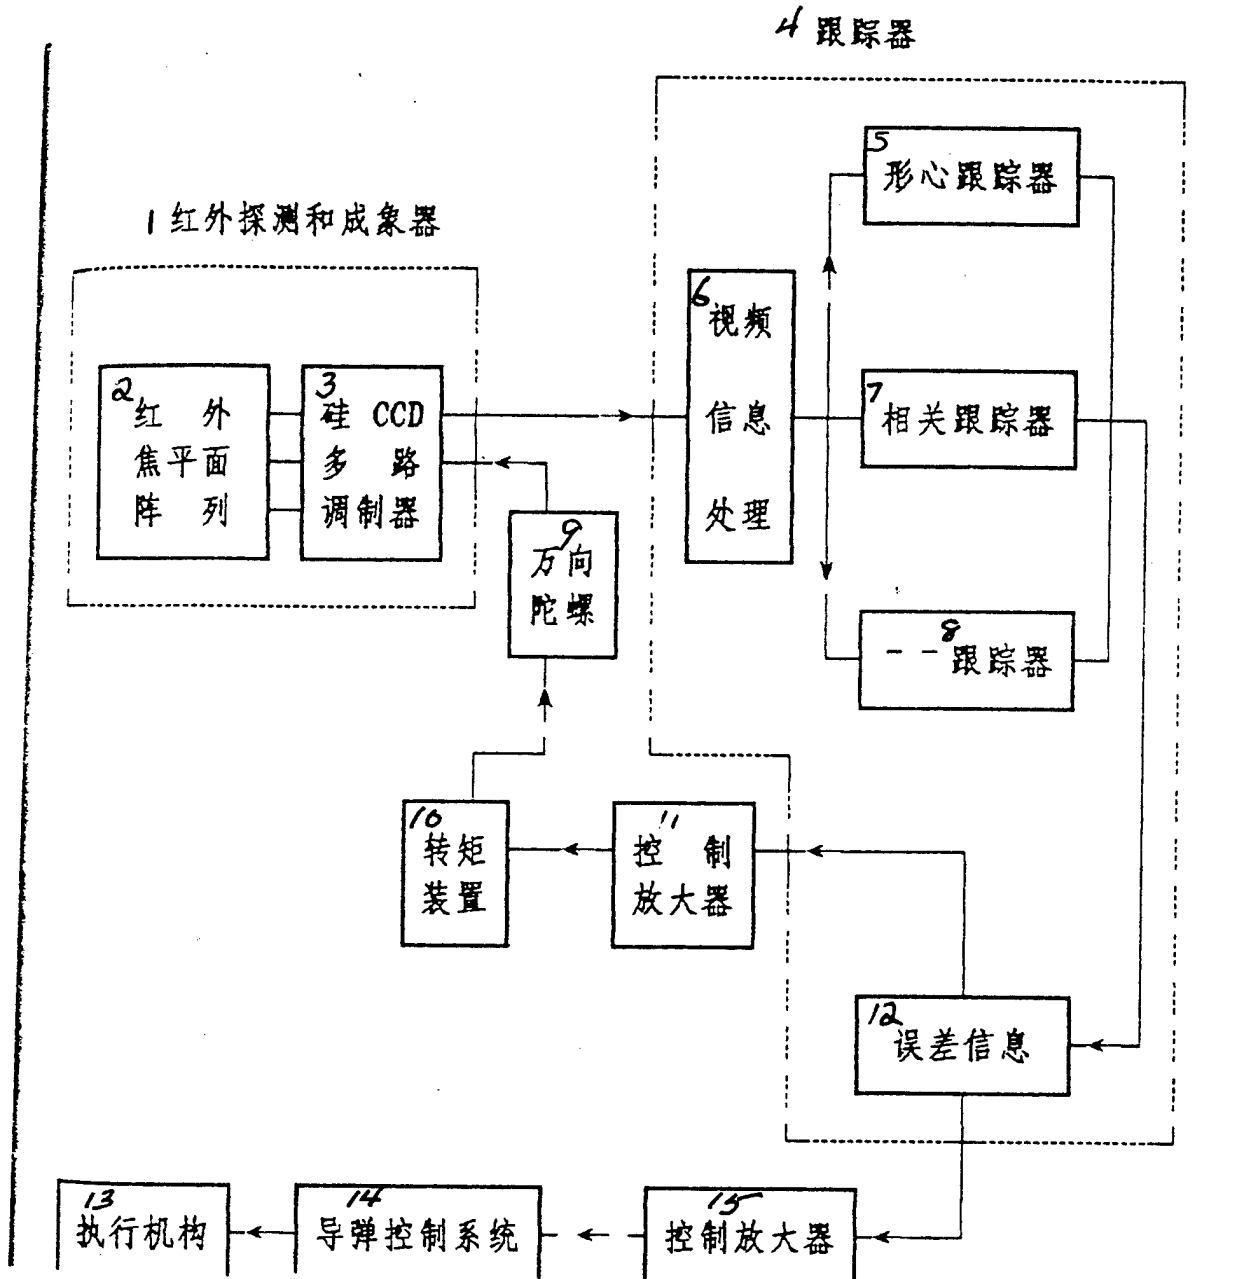 4 跟踪器
5
形心跟踪器
1 红外探测和成象器
6
视频
信息
处理
2
红 外
焦平面
阵 列
3
硅 CCD
多 路
调制器
7
相关跟踪器
9
万向
陀螺
8
－－跟踪器
10
转矩
装置
11
控 制
放大器
12
误差信息
13
执行机构
14
导弹控制系统
15
控制放大器